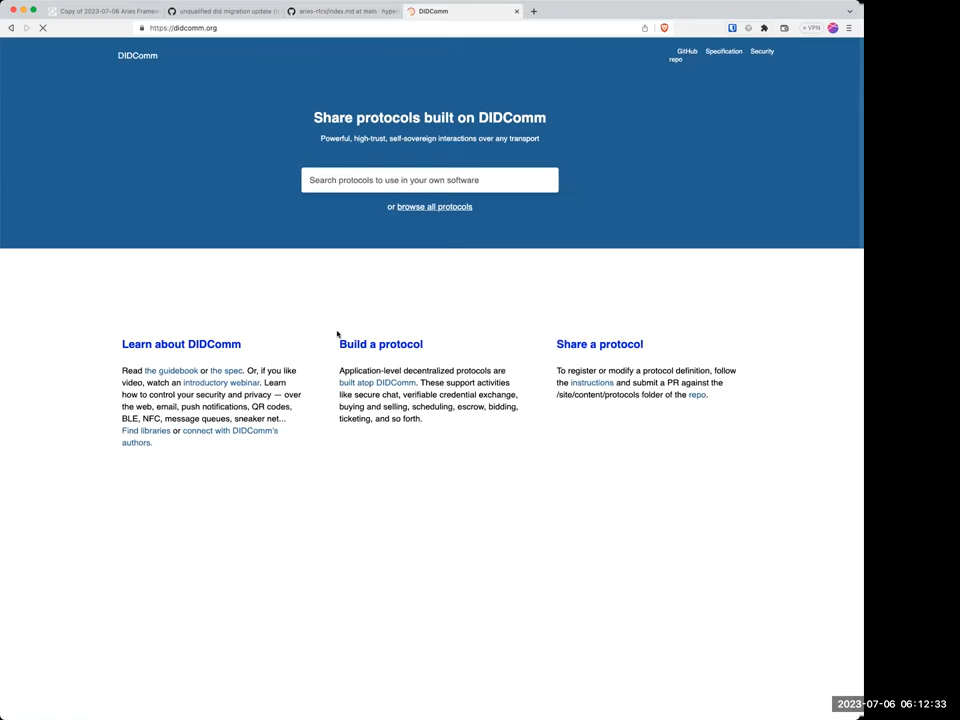 Copy of 2023-07-06 Aries Framew
unqualified did migration update (
aries-rfcs/index.md at main · hype
DIDComm
https://didcomm.org
VPN
DIDComm
GitHub repo
Specification
Security
Share protocols built on DIDComm
Powerful, high-trust, self-sovereign interactions over any transport
Search protocols to use in your own software
or browse all protocols
Learn about DIDComm
Read the guidebook or the spec. Or, if you like
video, watch an introductory webinar. Learn
how to control your security and privacy — over
the web, email, push notifications, QR codes,
BLE, NFC, message queues, sneaker net...
Find libraries or connect with DIDComm's
authors.
Build a protocol
Application-level decentralized protocols are
built atop DIDComm. These support activities
like secure chat, verifiable credential exchange,
buying and selling, scheduling, escrow, bidding,
ticketing, and so forth.
Share a protocol
To register or modify a protocol definition, follow
the instructions and submit a PR against the
/site/content/protocols folder of the repo.
2023-07-06 06:12:33